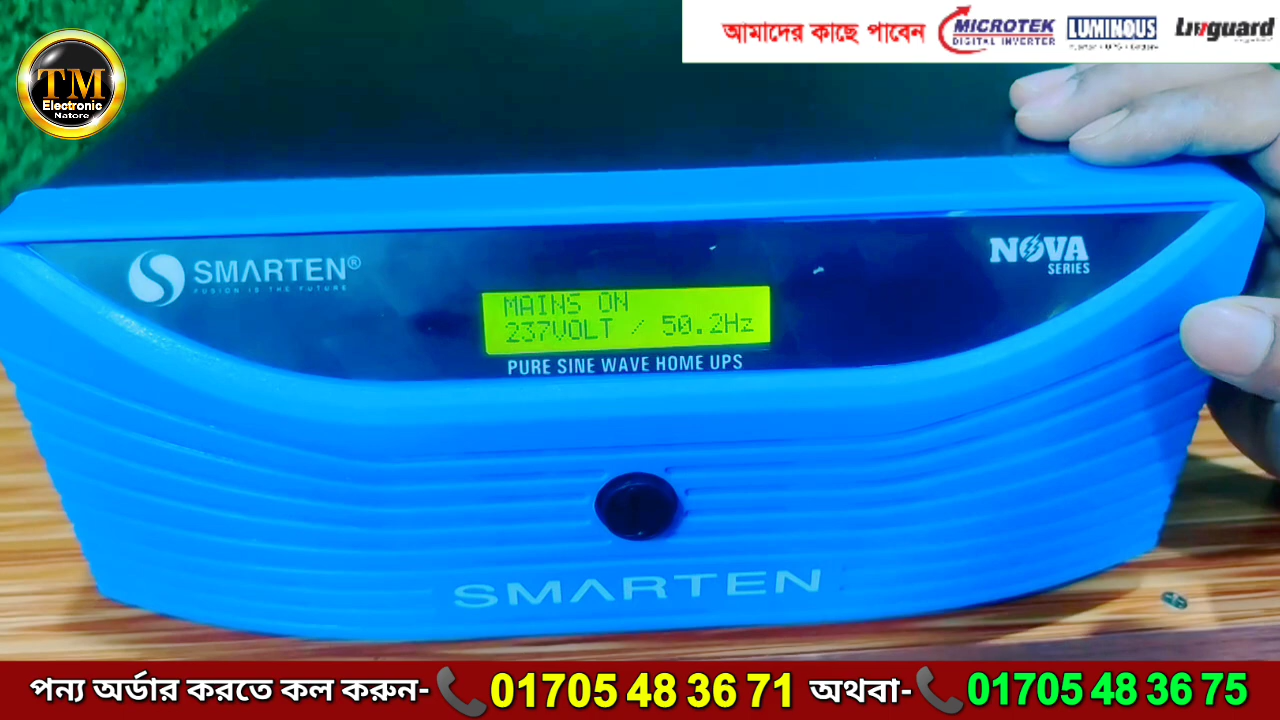 আমাদের কাছে পাবেন
MICROTEK
DIGITAL INVERTER
LUMINOUS
TM
Electronic
Natore
SMARTEN®
FUSION IS THE FUTURE
NOVA
SERIES
MAINS ON
237VOLT / 50.2Hz
PURE SINE WAVE HOME UPS
SMARTEN
পন্য অর্ডার করতে কল করুন- 01705 48 36 71 অথবা- 01705 48 36 75